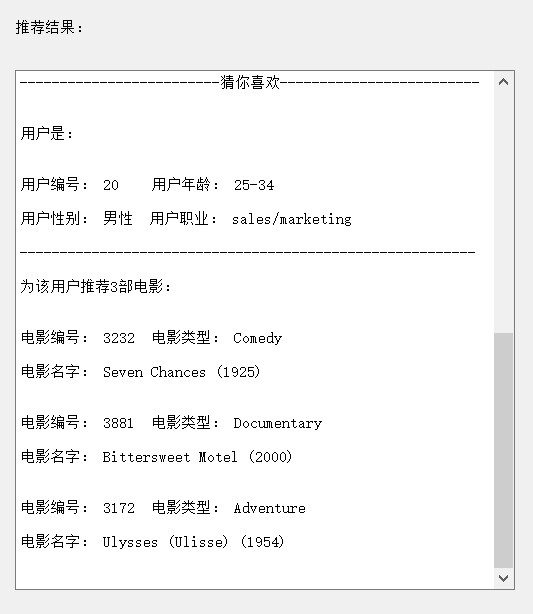 推荐结果：
-------------------------猜你喜欢-------------------------
用户是：
用户编号： 20    用户年龄： 25-34
用户性别： 男性  用户职业： sales/marketing
---------------------------------------------------------
为该用户推荐3部电影：
电影编号： 3232  电影类型： Comedy
电影名字： Seven Chances (1925)
电影编号： 3881  电影类型： Documentary
电影名字： Bittersweet Motel (2000)
电影编号： 3172  电影类型： Adventure
电影名字： Ulysses (Ulisse) (1954)